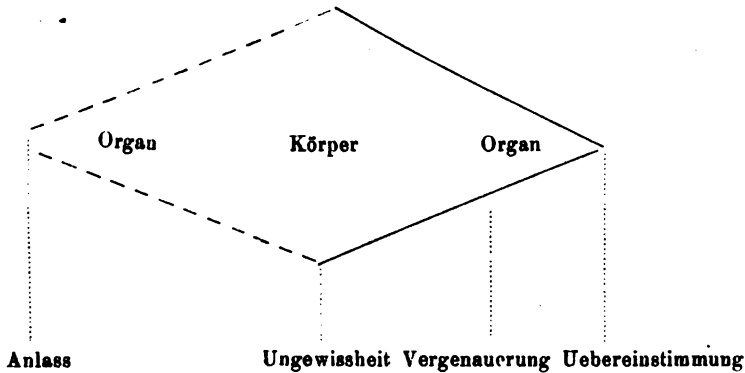 Organ Körper Organ
Anlass Ungewissheit Vergenauerung Uebereinstimmung